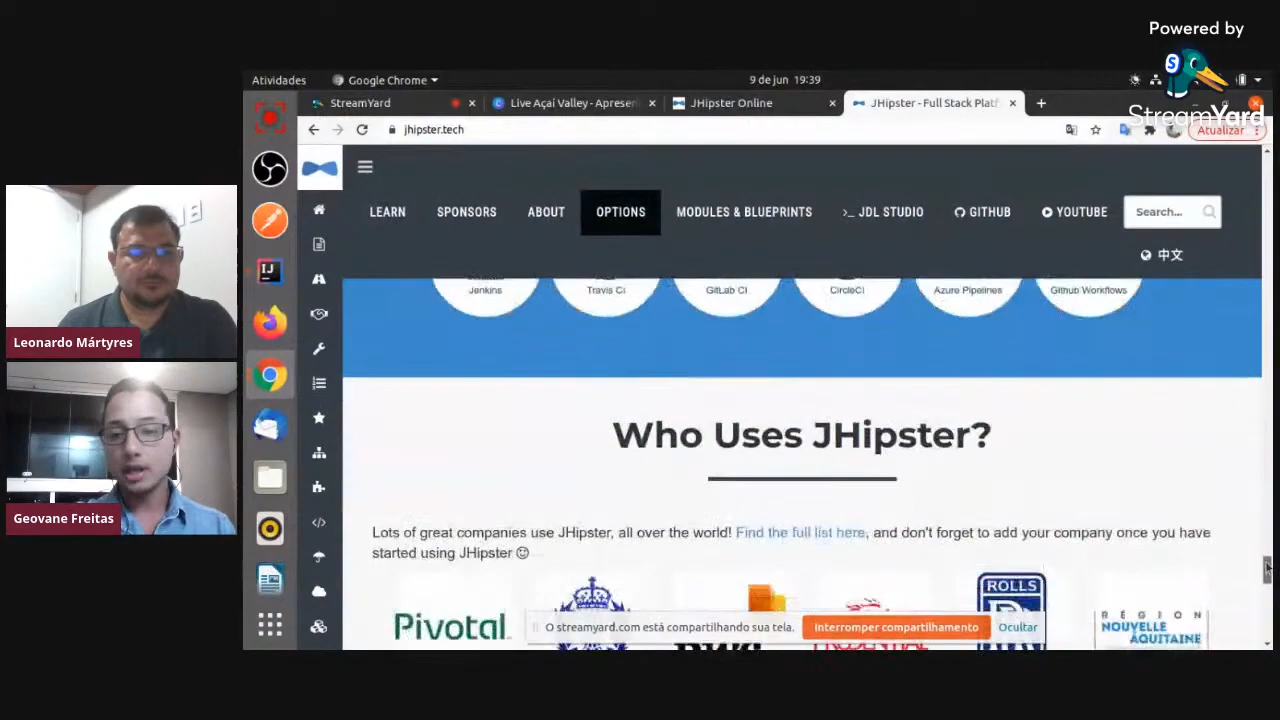 Powered by
StreamYard
Atividades
Google Chrome
9 de jun 19:39
StreamYard
Live Açaí Valley - Apresen
JHipster Online
JHipster - Full Stack Platf
jhipster.tech
Atualizar
LEARN
SPONSORS
ABOUT
OPTIONS
MODULES & BLUEPRINTS
>_ JDL STUDIO
GITHUB
YOUTUBE
Search...
中文
IJ
Jenkins
Travis CI
GitLab CI
CircleCI
Azure Pipelines
Github Workflows
Who Uses JHipster?
Lots of great companies use JHipster, all over the world! Find the full list here, and don't forget to add your company once you have
started using JHipster
Pivotal
ROLLS
RÉGION
NOUVELLE
AQUITAINE
O streamyard.com está compartilhando sua tela.
Interromper compartilhamento
Ocultar
Leonardo Mártyres
Geovane Freitas